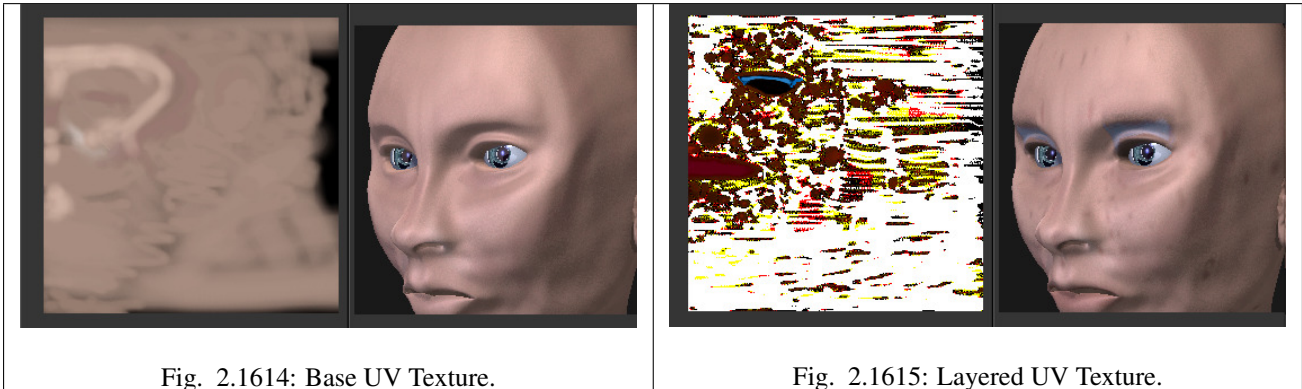 Fig. 2.1614: Base UV Texture.
Fig. 2.1615: Layered UV Texture.